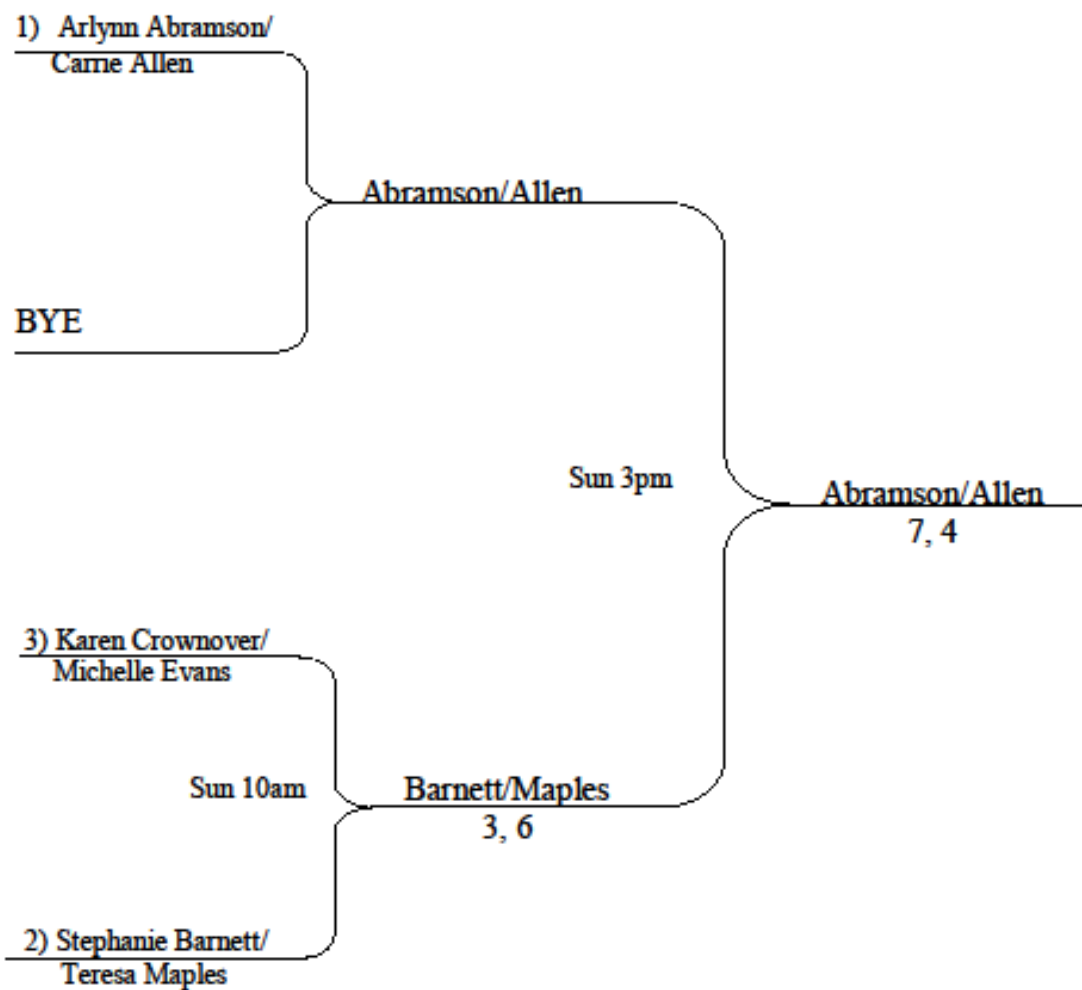 1) Arlynn Abramson/
Carrie Allen
Abramson/Allen
BYE
Sun 3pm
Abramson/Allen
7, 4
3) Karen Crownover/
Michelle Evans
Sun 10am
Barnett/Maples
3, 6
2) Stephanie Barnett/
Teresa Maples